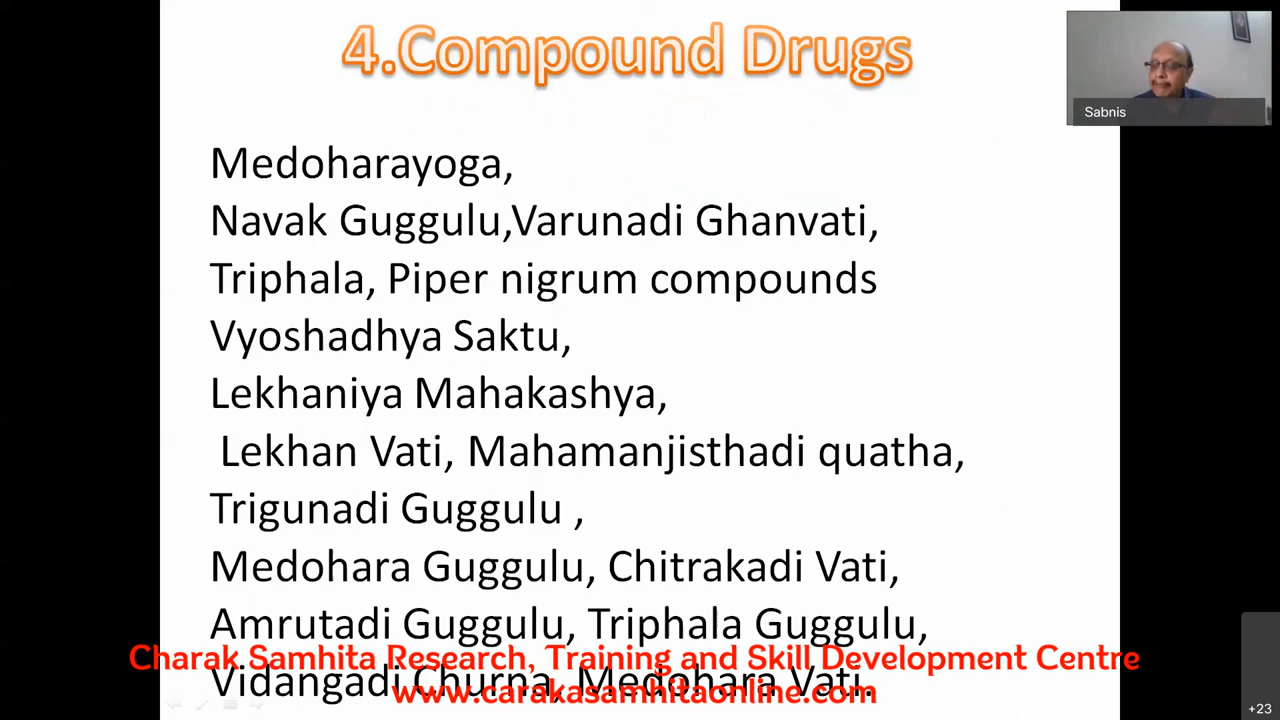 4.Compound Drugs
Sabnis
Medoharayoga,
Navak Guggulu,Varunadi Ghanvati,
Triphala, Piper nigrum compounds
Vyoshadhya Saktu,
Lekhaniya Mahakashya,
Lekhan Vati, Mahamanjisthadi quatha,
Trigunadi Guggulu ,
Medohara Guggulu, Chitrakadi Vati,
Amrutadi Guggulu, Triphala Guggulu,
Charak Samhita Research, Training and Skill Development Centre
Vidangadi Churna, Medohara Vati.
www.carakasamhitaonline.com
+23